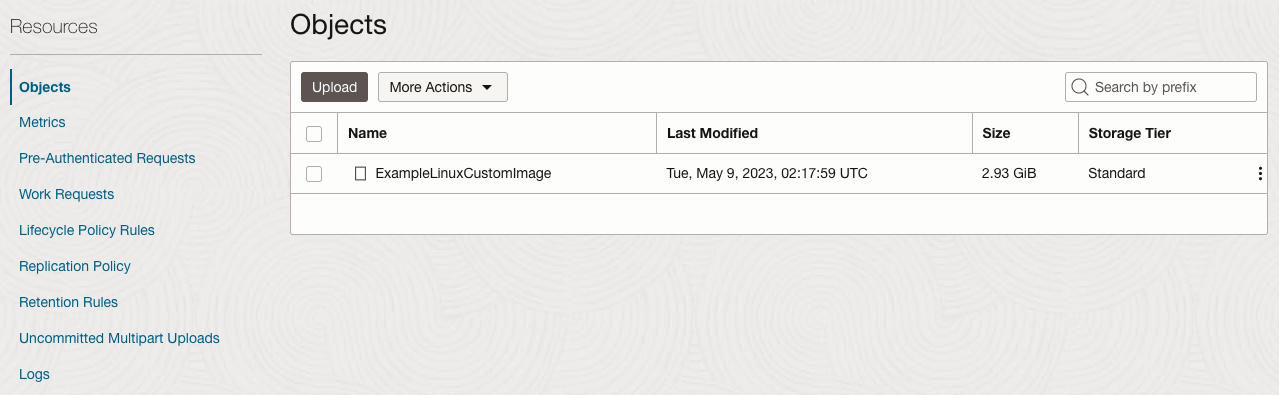 Resources
Objects
Metrics
Pre-Authenticated Requests
Work Requests
Lifecycle Policy Rules
Replication Policy
Retention Rules
Uncommitted Multipart Uploads
Logs
Objects
Upload More Actions Search by prefix
Name Last Modified Size Storage Tier
ExampleLinuxCustomImage Tue, May 9, 2023, 02:17:59 UTC 2.93 GiB Standard